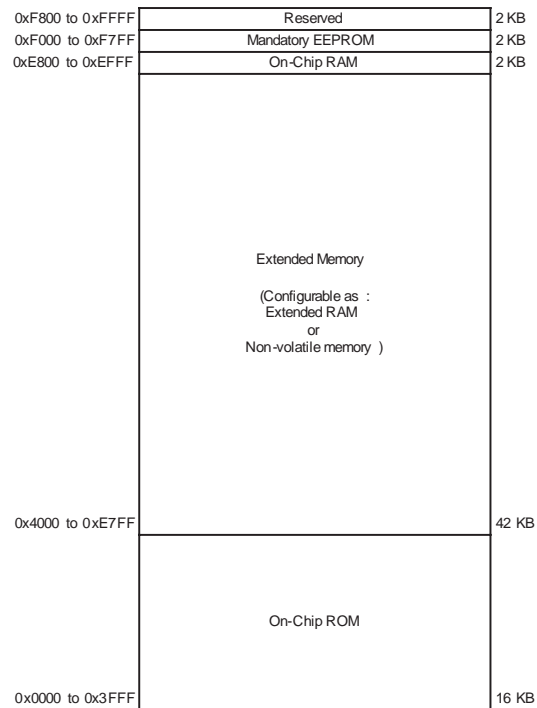 0xF800 to 0xFFFF Reserved 2 KB
0xF000 to 0xF7FF Mandatory EEPROM 2 KB
0xE800 to 0xEFFF On-Chip RAM 2 KB
Extended Memory
(Configurable as :
Extended RAM
or
Non-volatile memory )
0x4000 to 0xE7FF 42 KB
On-Chip ROM
0x0000 to 0x3FFF 16 KB